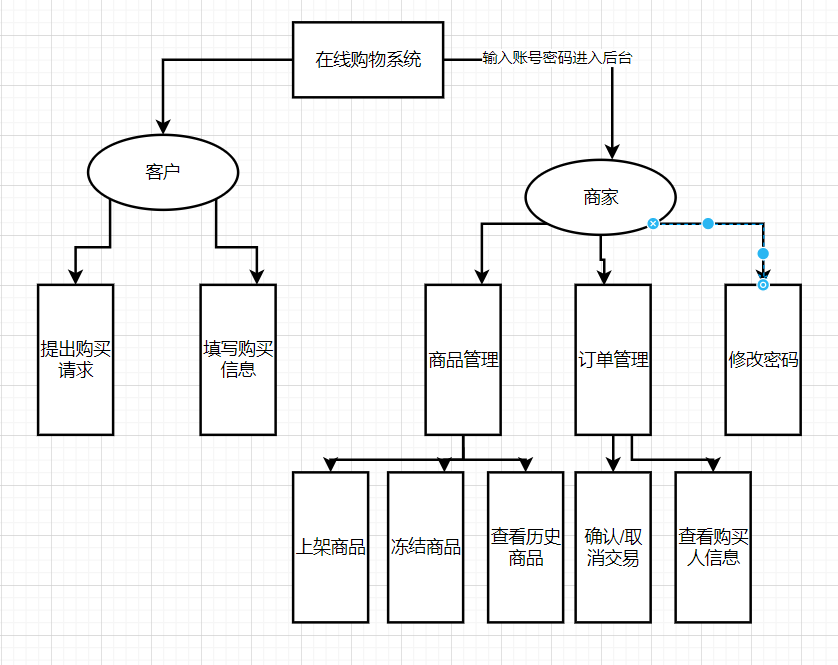 在线购物系统
输入账号密码进入后台
客户
商家
提出购买
请求
填写购买
信息
商品管理
订单管理
修改密码
上架商品
冻结商品
查看历史
商品
确认/取
消交易
查看购买
人信息